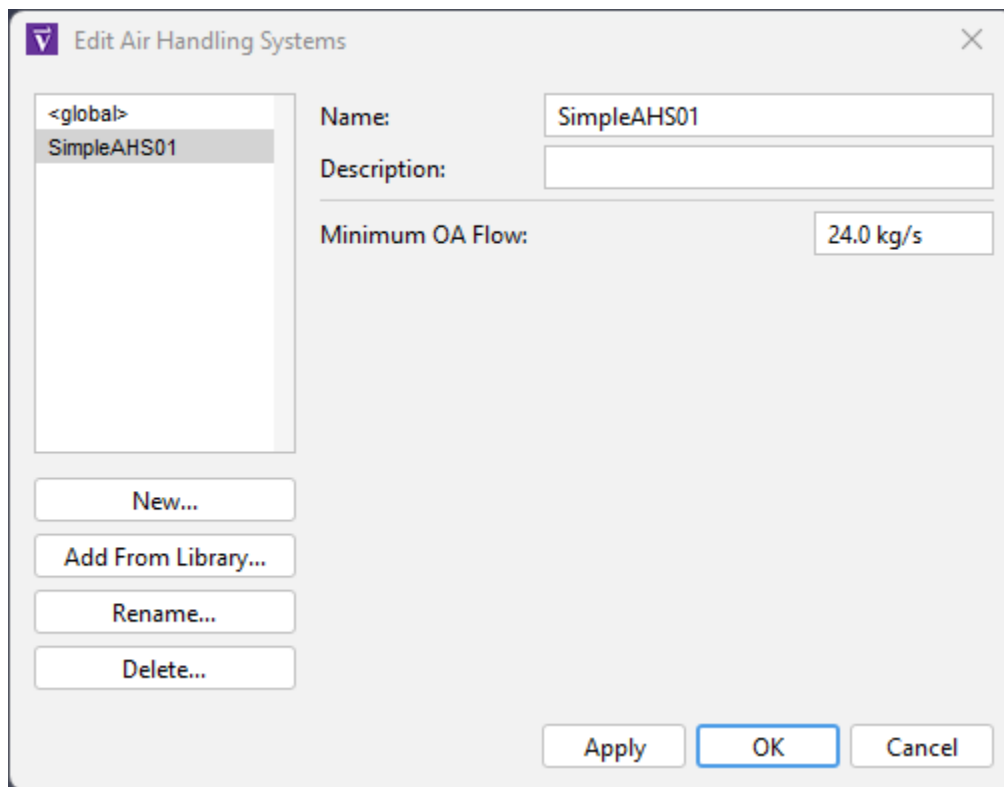 Edit Air Handling Systems
<global>
SimpleAHS01
Name:
SimpleAHS01
Description:
Minimum OA Flow:
24.0 kg/s
New...
Add From Library...
Rename...
Delete...
Apply
OK
Cancel